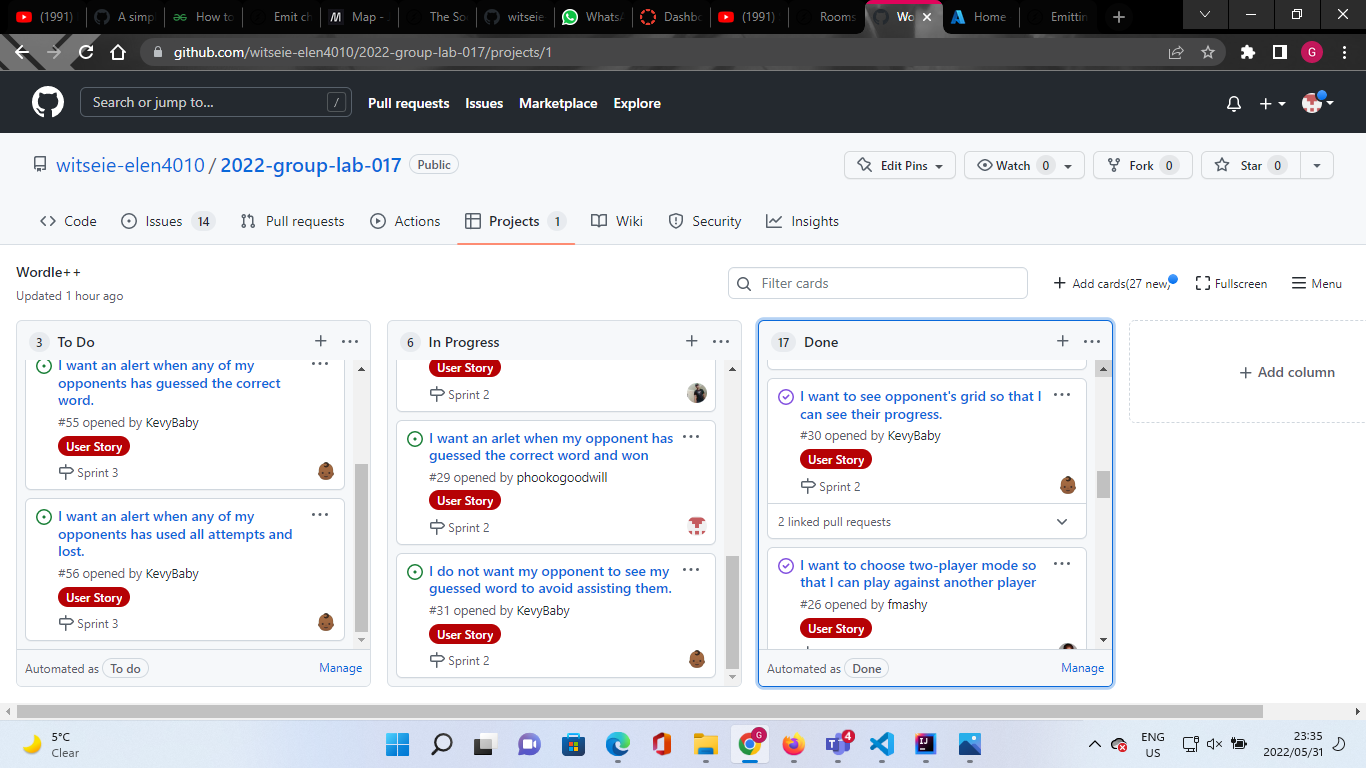 (1991)
A simp
How to
Emit ch
Map -
The So
witseie
WhatsA
Dashbo
(1991)
Rooms
Wo
Home
Emittin
github.com/witseie-elen4010/2022-group-lab-017/projects/1
G
Search or jump to...
/
Pull requests
Issues
Marketplace
Explore
witseie-elen4010 / 2022-group-lab-017
Public
Edit Pins
Watch 0
Fork 0
Star 0
Code
Issues 14
Pull requests
Actions
Projects 1
Wiki
Security
Insights
Wordle++
Updated 1 hour ago
Filter cards
Add cards(27 new)
Fullscreen
Menu
3 To Do
I want an alert when any of my
opponents has guessed the correct
word.
#55 opened by KevyBaby
User Story
Sprint 3
I want an alert when any of my
opponents has used all attempts and
lost.
#56 opened by KevyBaby
User Story
Sprint 3
Automated as To do
Manage
6 In Progress
User Story
Sprint 2
I want an arlet when my opponent has
guessed the correct word and won
#29 opened by phookogoodwill
User Story
Sprint 2
I do not want my opponent to see my
guessed word to avoid assisting them.
#31 opened by KevyBaby
User Story
Sprint 2
17 Done
I want to see opponent's grid so that I
can see their progress.
#30 opened by KevyBaby
User Story
Sprint 2
2 linked pull requests
I want to choose two-player mode so
that I can play against another player
#26 opened by fmashy
User Story
Automated as Done
Manage
Add column
5°C
Clear
G
4
ENG
US
23:35
2022/05/31